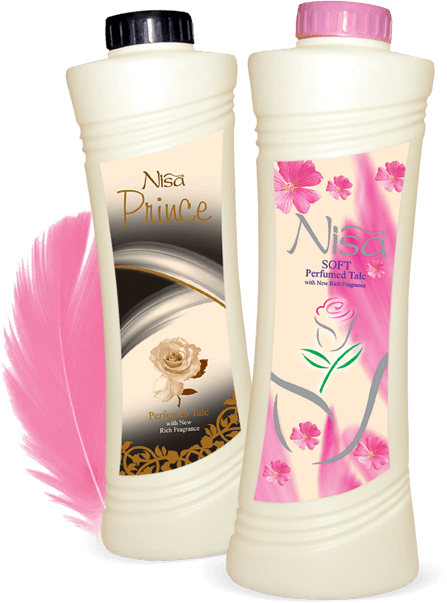 Nisa
Prince
Perfumed Talc
with New
Rich Fragrance
Nisa
SOFT
Perfumed Talc
with New Rich Fragrance